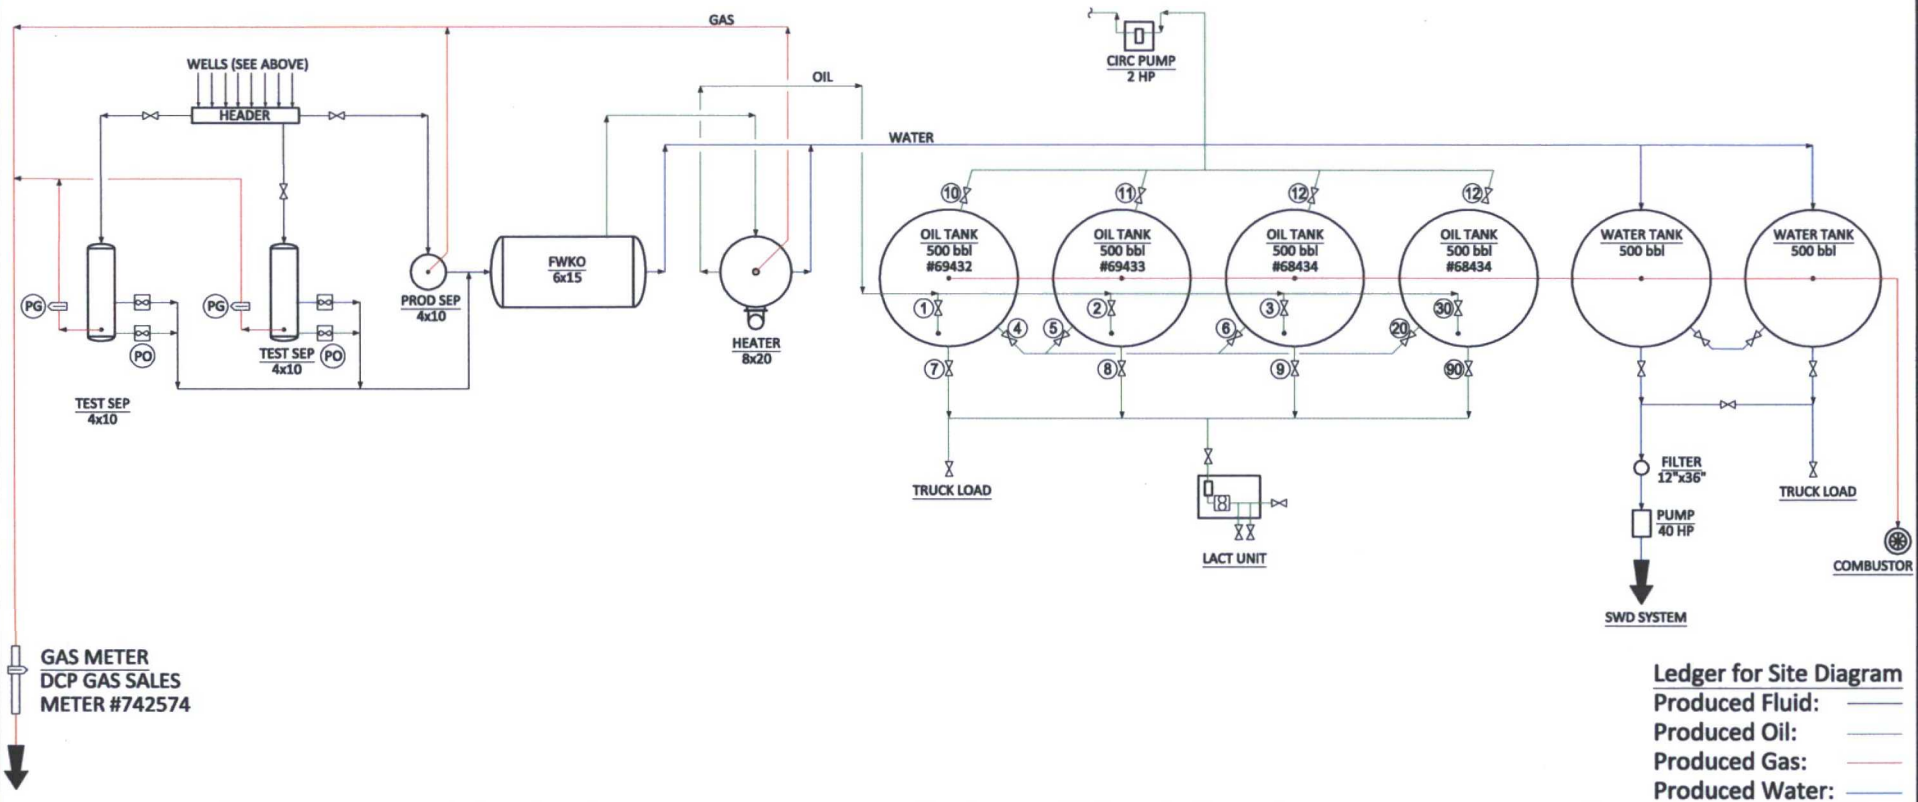 GAS
WELLS (SEE ABOVE)
HEADER
OIL
CIRC PUMP
2 HP
WATER
PG
PO
TEST SEP
4x10
PG
TEST SEP
4x10
PO
PROD SEP
4x10
FWKO
6x15
HEATER
8x20
10
11
12
12
OIL TANK
500 bbl
#69432
OIL TANK
500 bbl
#69433
OIL TANK
500 bbl
#68434
OIL TANK
500 bbl
#68434
WATER TANK
500 bbl
WATER TANK
500 bbl
1
2
3
30
4
5
6
20
7
8
9
90
TRUCK LOAD
LACT UNIT
FILTER
12"x36"
PUMP
40 HP
SWD SYSTEM
TRUCK LOAD
COMBUSTOR
GAS METER
DCP GAS SALES
METER #742574
Ledger for Site Diagram
Produced Fluid:
Produced Oil:
Produced Gas:
Produced Water: